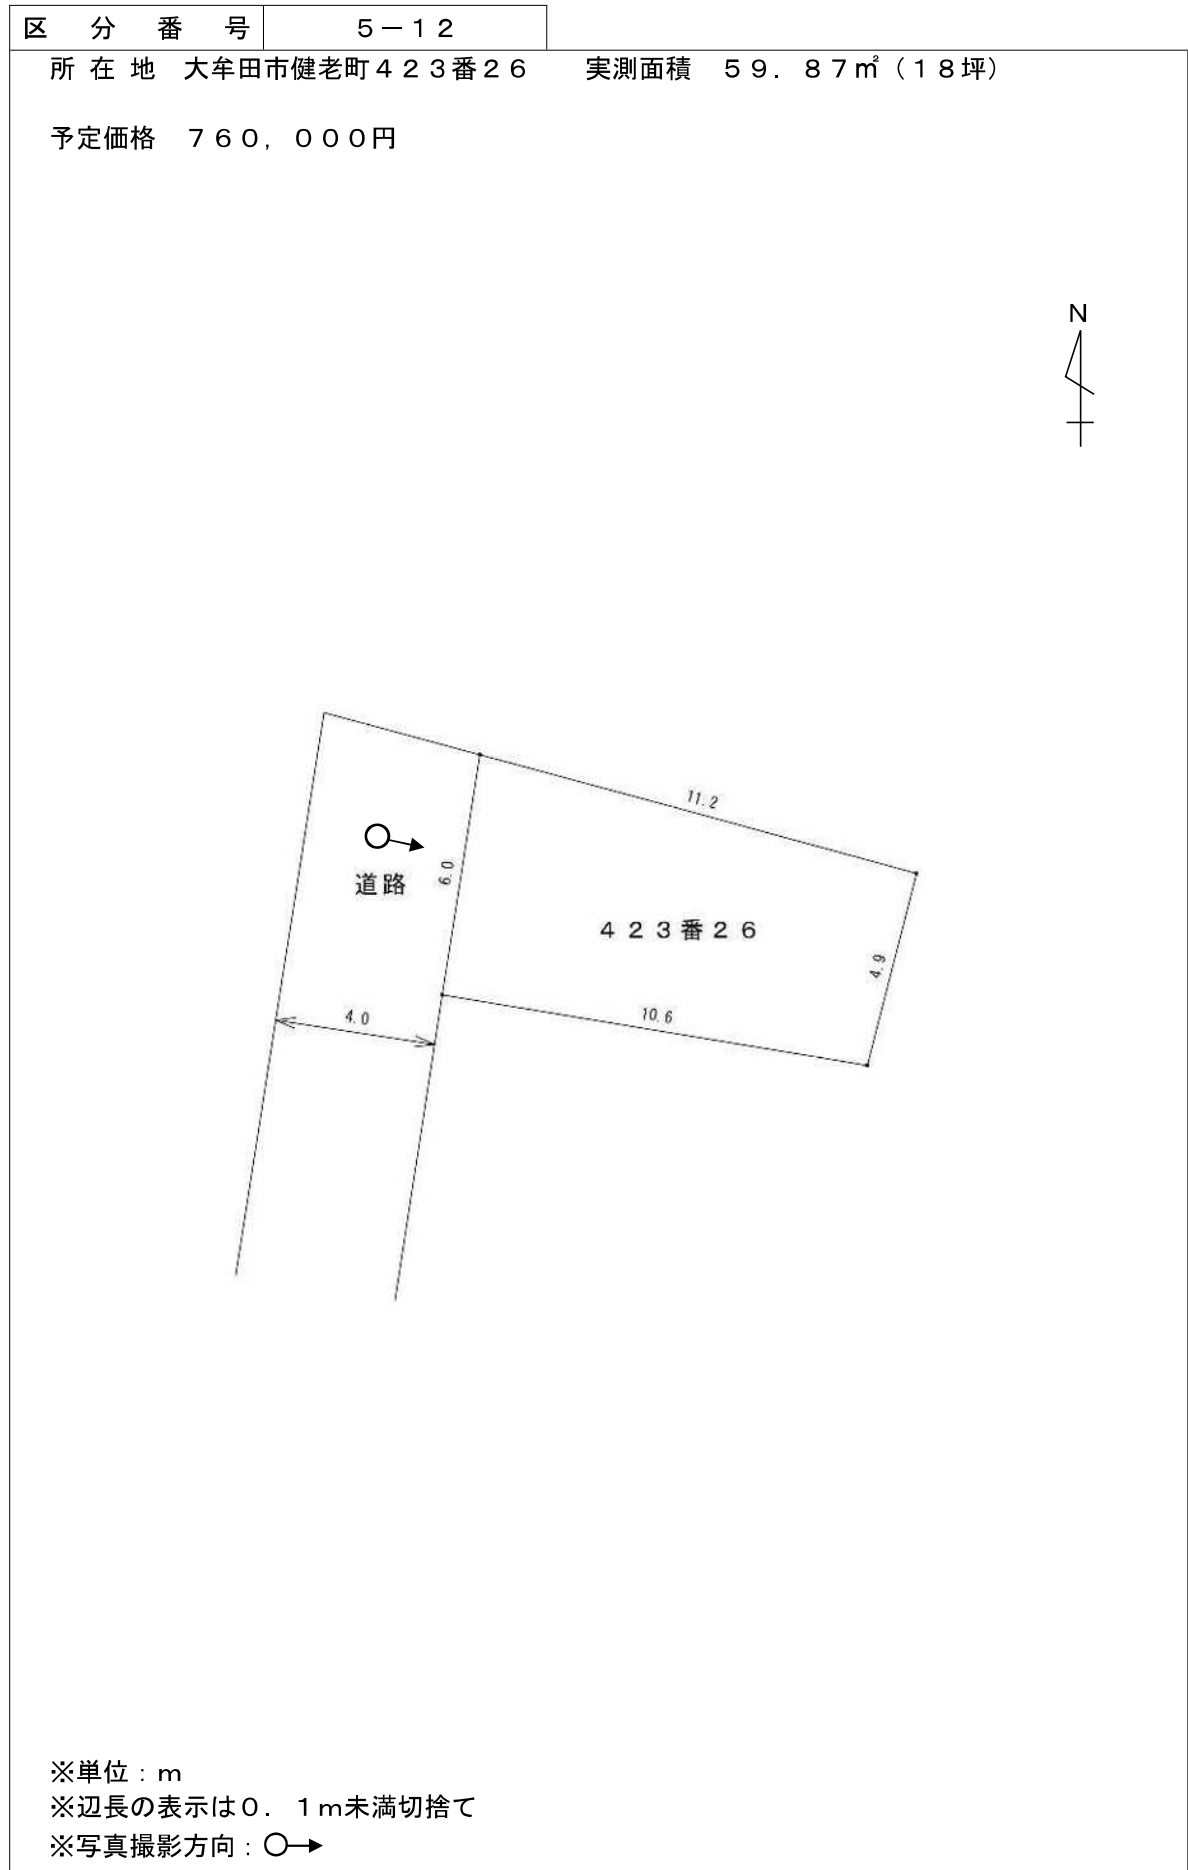 区 分 番 号 ５－１２
所 在 地 大牟田市健老町４２３番２６ 実測面積 ５９．８７㎡（１８坪）
予定価格 ７６０，０００円
N
11.2
6.0
道路
４２３番２６
4.9
4.0
10.6
※単位：ｍ
※辺長の表示は０．１ｍ未満切捨て
※写真撮影方向：